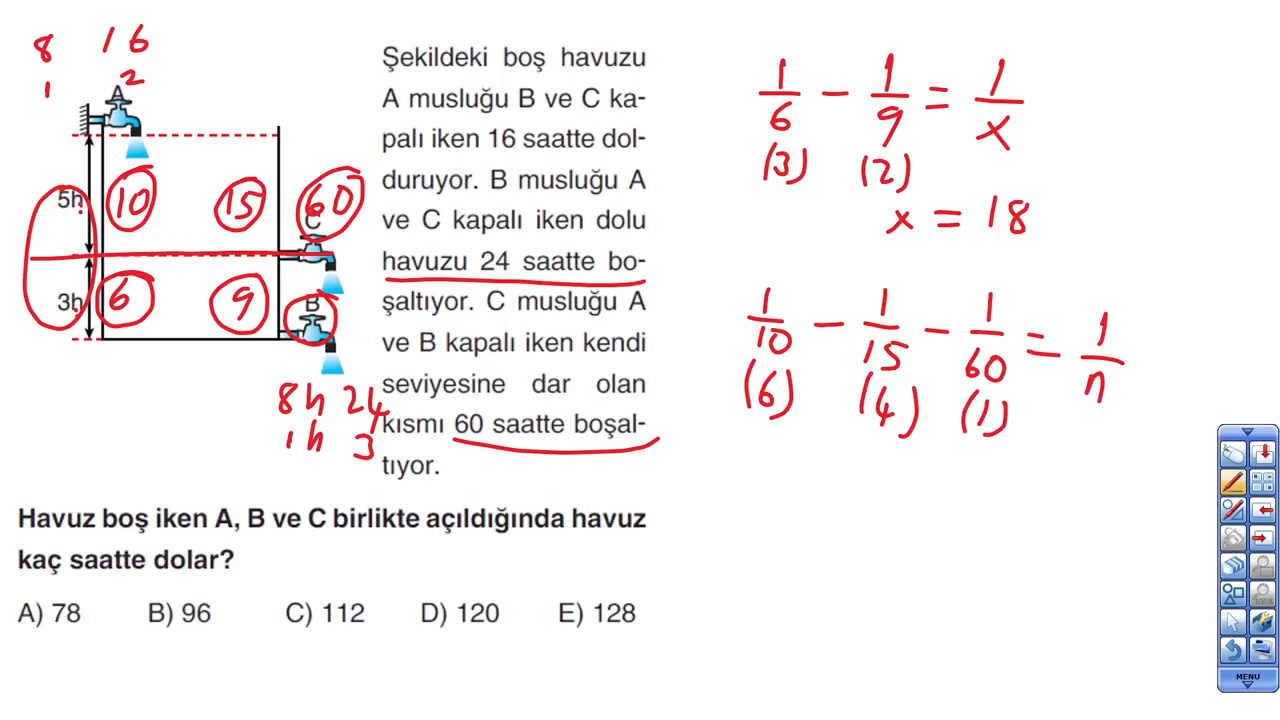 8 16
1 2
A
5h
10 15 60
C
3h
6 9
B
8h 24
1h 3
Şekildeki boş havuzu
A musluğu B ve C ka-
palı iken 16 saatte dol-
duruyor. B musluğu A
ve C kapalı iken dolu
havuzu 24 saatte bo-
şaltıyor. C musluğu A
ve B kapalı iken kendi
seviyesine dar olan
kısmı 60 saatte boşal-
tıyor.
Havuz boş iken A, B ve C birlikte açıldığında havuz
kaç saatte dolar?
A) 78 B) 96 C) 112 D) 120 E) 128
1/6 - 1/9 = 1/x
(3) (2)
x = 18
1/10 - 1/15 - 1/60 = 1/n
(6) (4) (1)
MENU